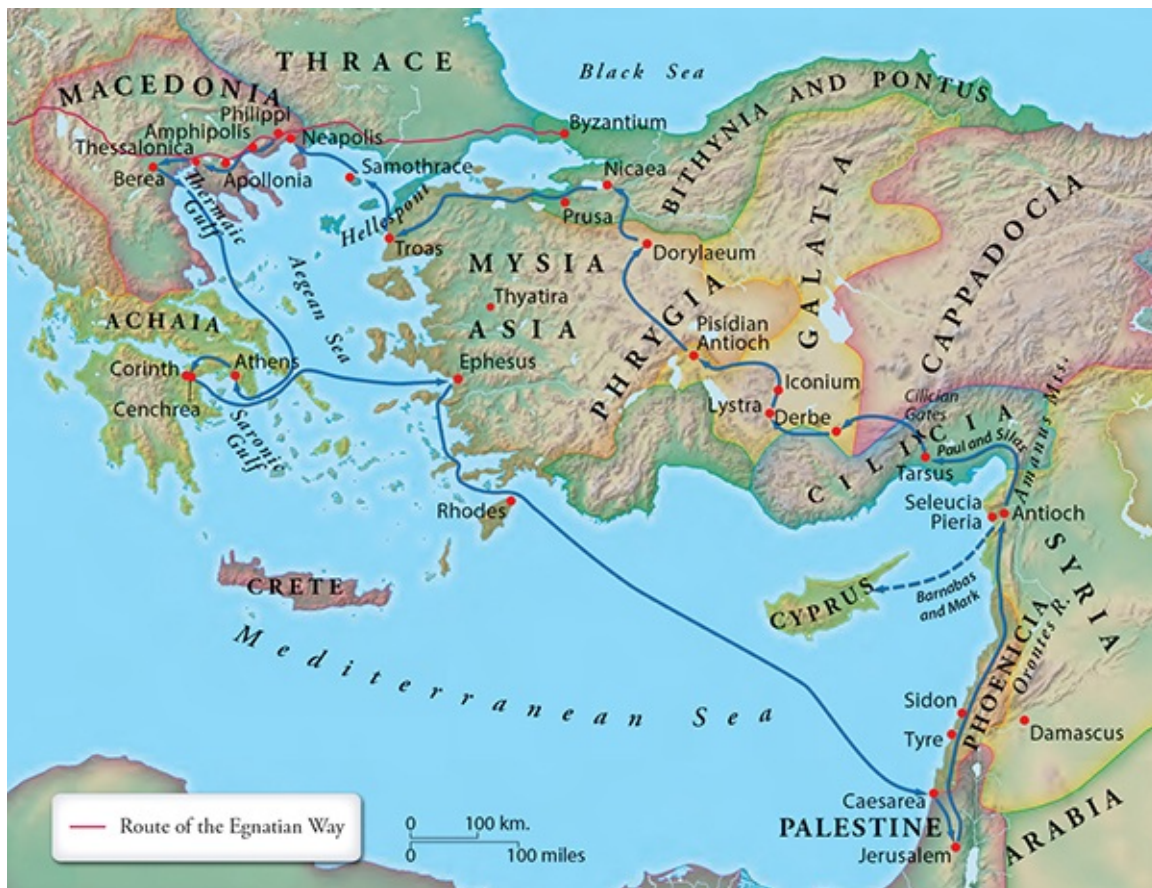 THRACE
Black Sea
MACEDONIA
BITHYNIA AND PONTUS
Philippi
Amphipolis
Neapolis
Byzantium
Thessalonica
Samothrace
Nicaea
Berea
Apollonia
Thermaic
Gulf
Hellespont
Prusa
GALATIA
CAPPADOCIA
Troas
Dorylaeum
MYSIA
Aegean Sea
Thyatira
ASIA
PHRYGIA
ACHAIA
Pisidian
Antioch
Corinth
Athens
Ephesus
Cenchrea
Iconium
Lystra
Derbe
Cilician
Gates
Saronic
Gulf
CILICIA
Paul and Silas
Amanus Mts.
Tarsus
Rhodes
Seleucia
Pieria
Antioch
SYRIA
CRETE
CYPRUS
Barnabas
and Mark
Mediterranean Sea
PHOENICIA
Orontes R.
Sidon
Tyre
Damascus
Caesarea
PALESTINE
Jerusalem
ARABIA
Route of the Egnatian Way
0 100 km.
0 100 miles